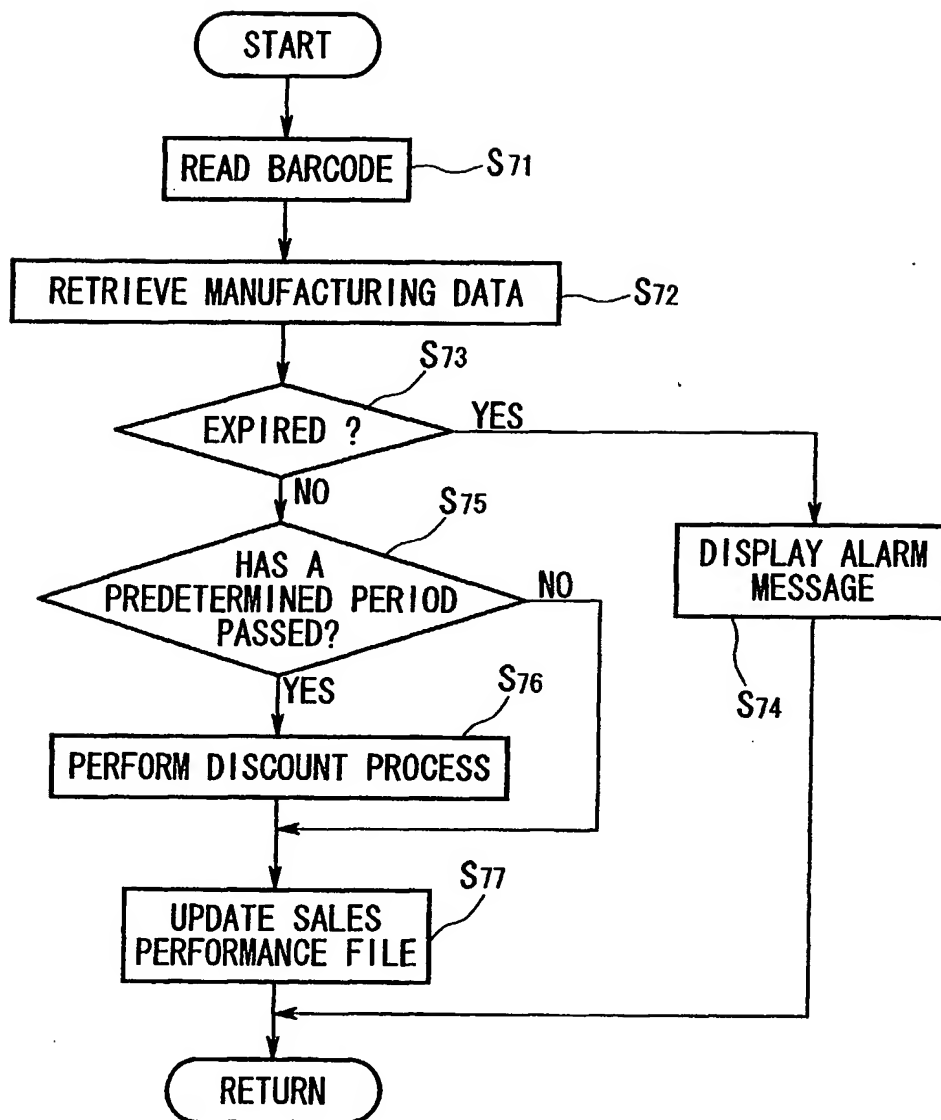 START
READ BARCODE
S71
RETRIEVE MANUFACTURING DATA
S72
S73
EXPIRED ?
YES
NO
S75
HAS A
PREDETERMINED PERIOD
PASSED?
NO
DISPLAY ALARM
MESSAGE
S74
YES
S76
PERFORM DISCOUNT PROCESS
S77
UPDATE SALES
PERFORMANCE FILE
RETURN